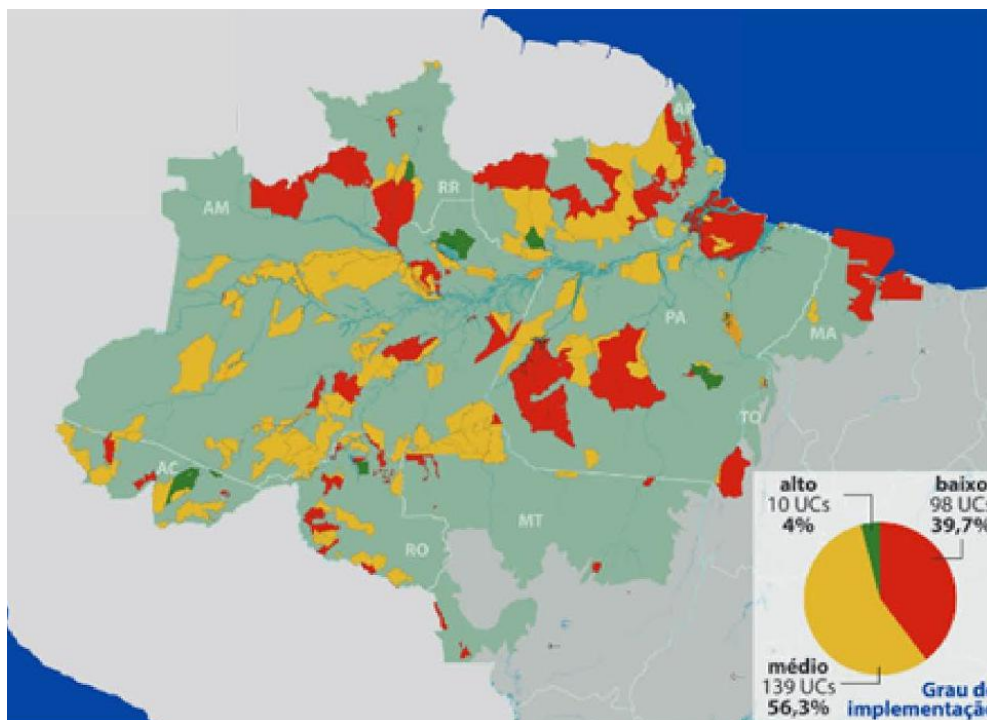 AP
RR
AM
PA
MA
TO
AC
MT
RO
alto
10 UCs
4%
baixo
98 UCs
39,7%
médio
139 UCs
56,3%
Grau de
implementação